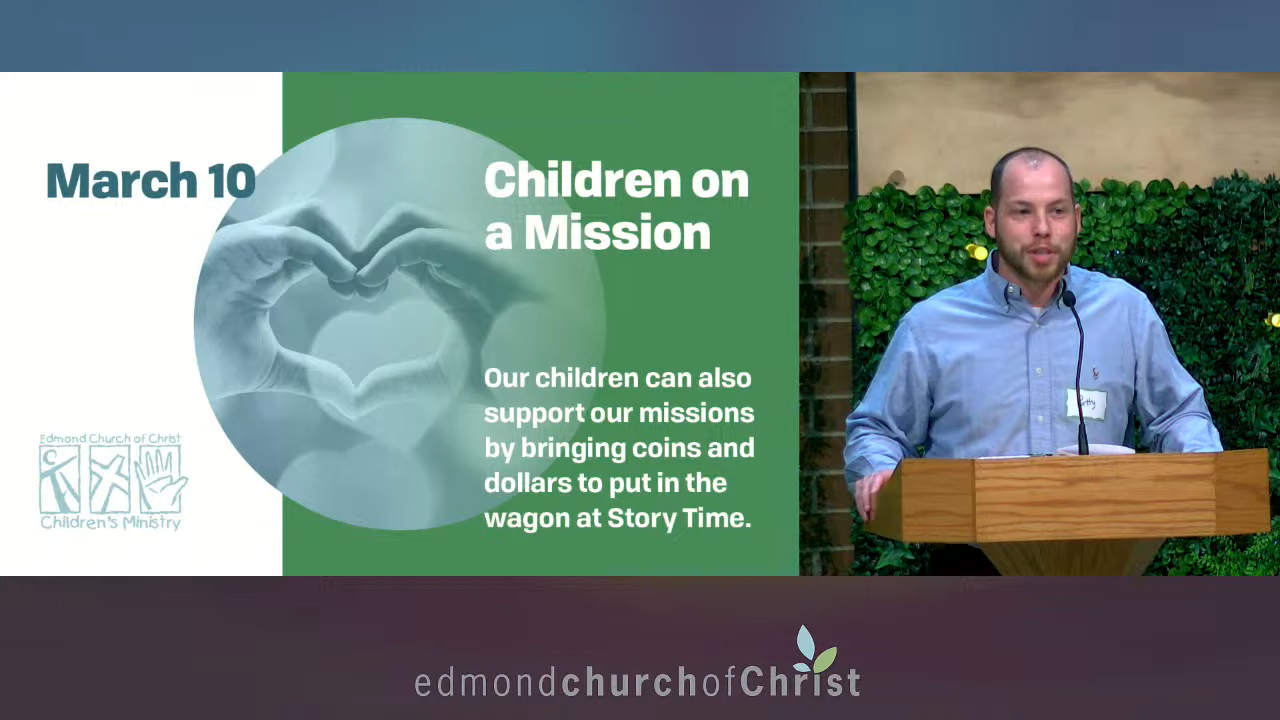 March 10
Children on
a Mission
Our children can also
support our missions
by bringing coins and
dollars to put in the
wagon at Story Time.
Edmond Church of Christ
Children's Ministry
edmondchurchofChrist